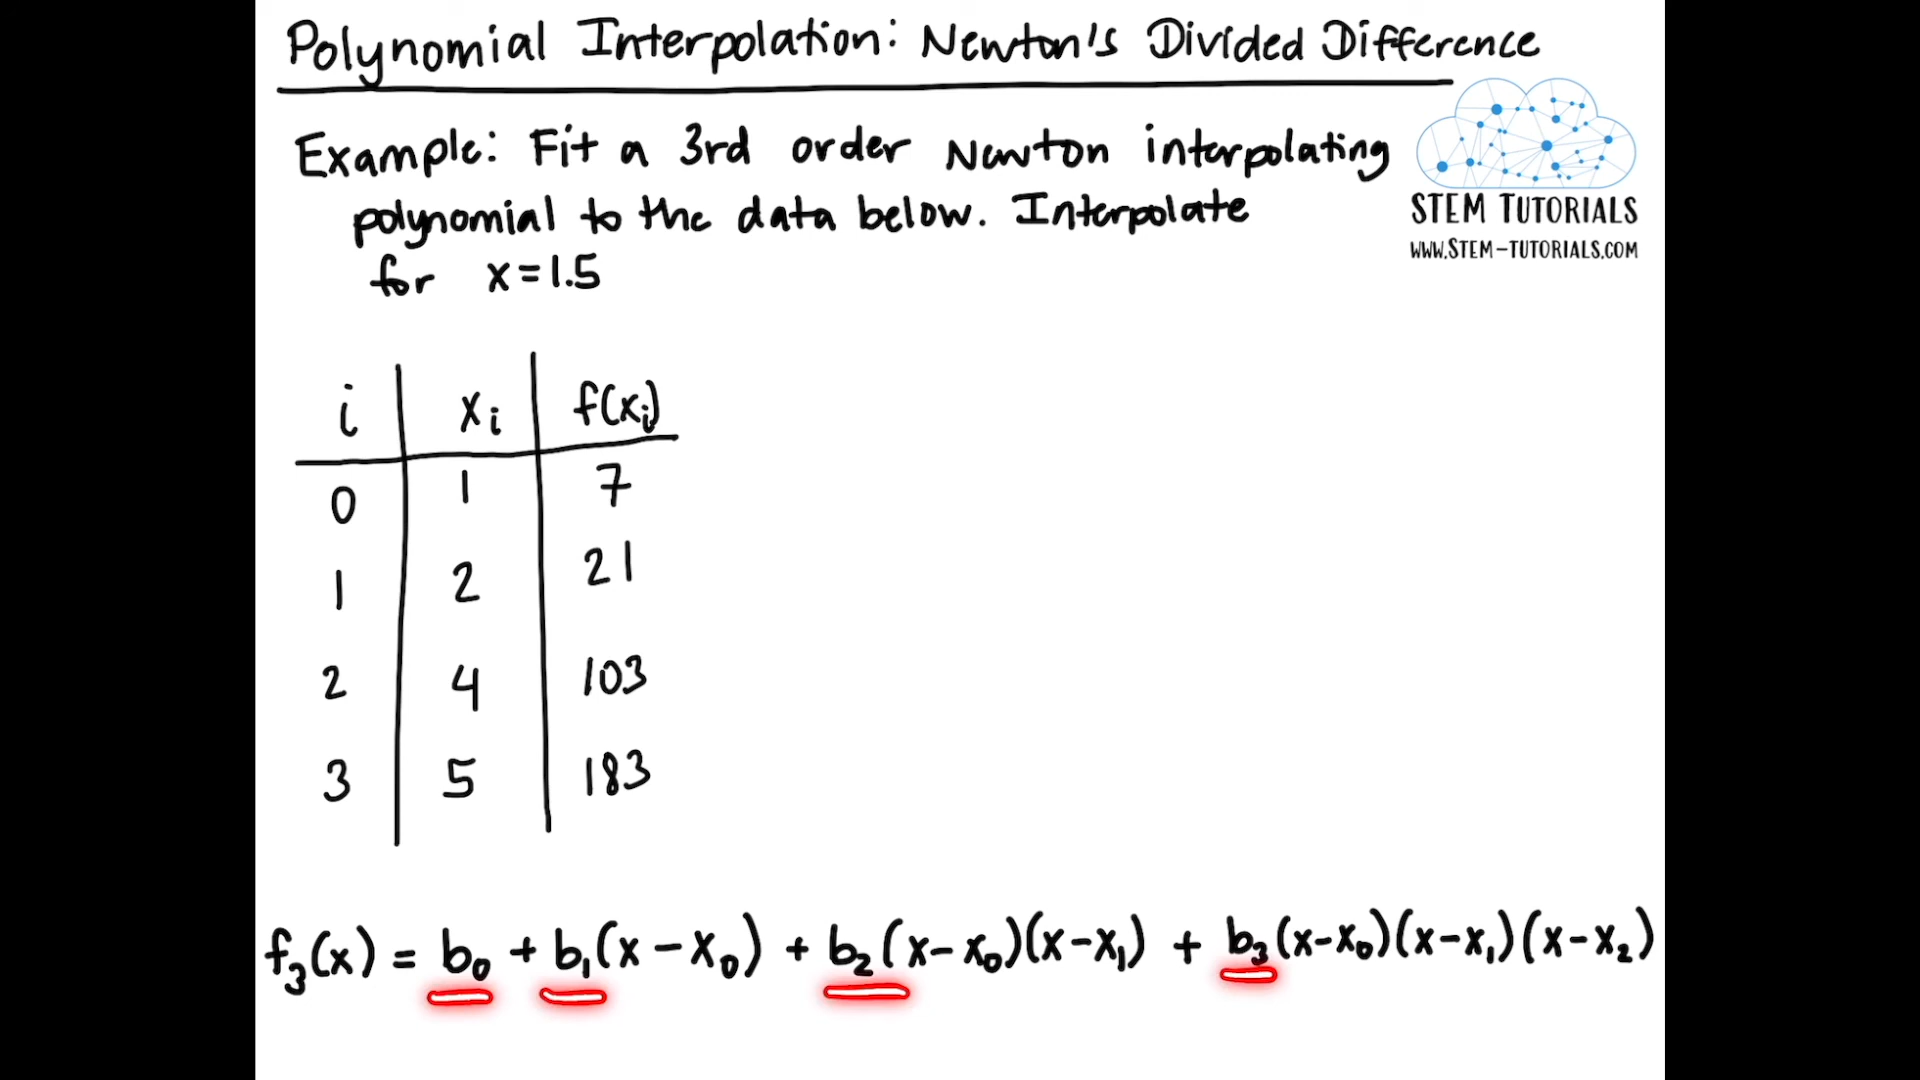 Polynomial Interpolation: Newton's Divided Difference
Example: Fit a 3rd order Newton interpolating
polynomial to the data below. Interpolate
for x=1.5
STEM TUTORIALS
WWW.STEM-TUTORIALS.COM
i xᵢ f(xᵢ)
0 1 7
1 2 21
2 4 103
3 5 183
f₃(x) = b₀ + b₁(x-x₀) + b₂(x-x₀)(x-x₁) + b₃(x-x₀)(x-x₁)(x-x₂)